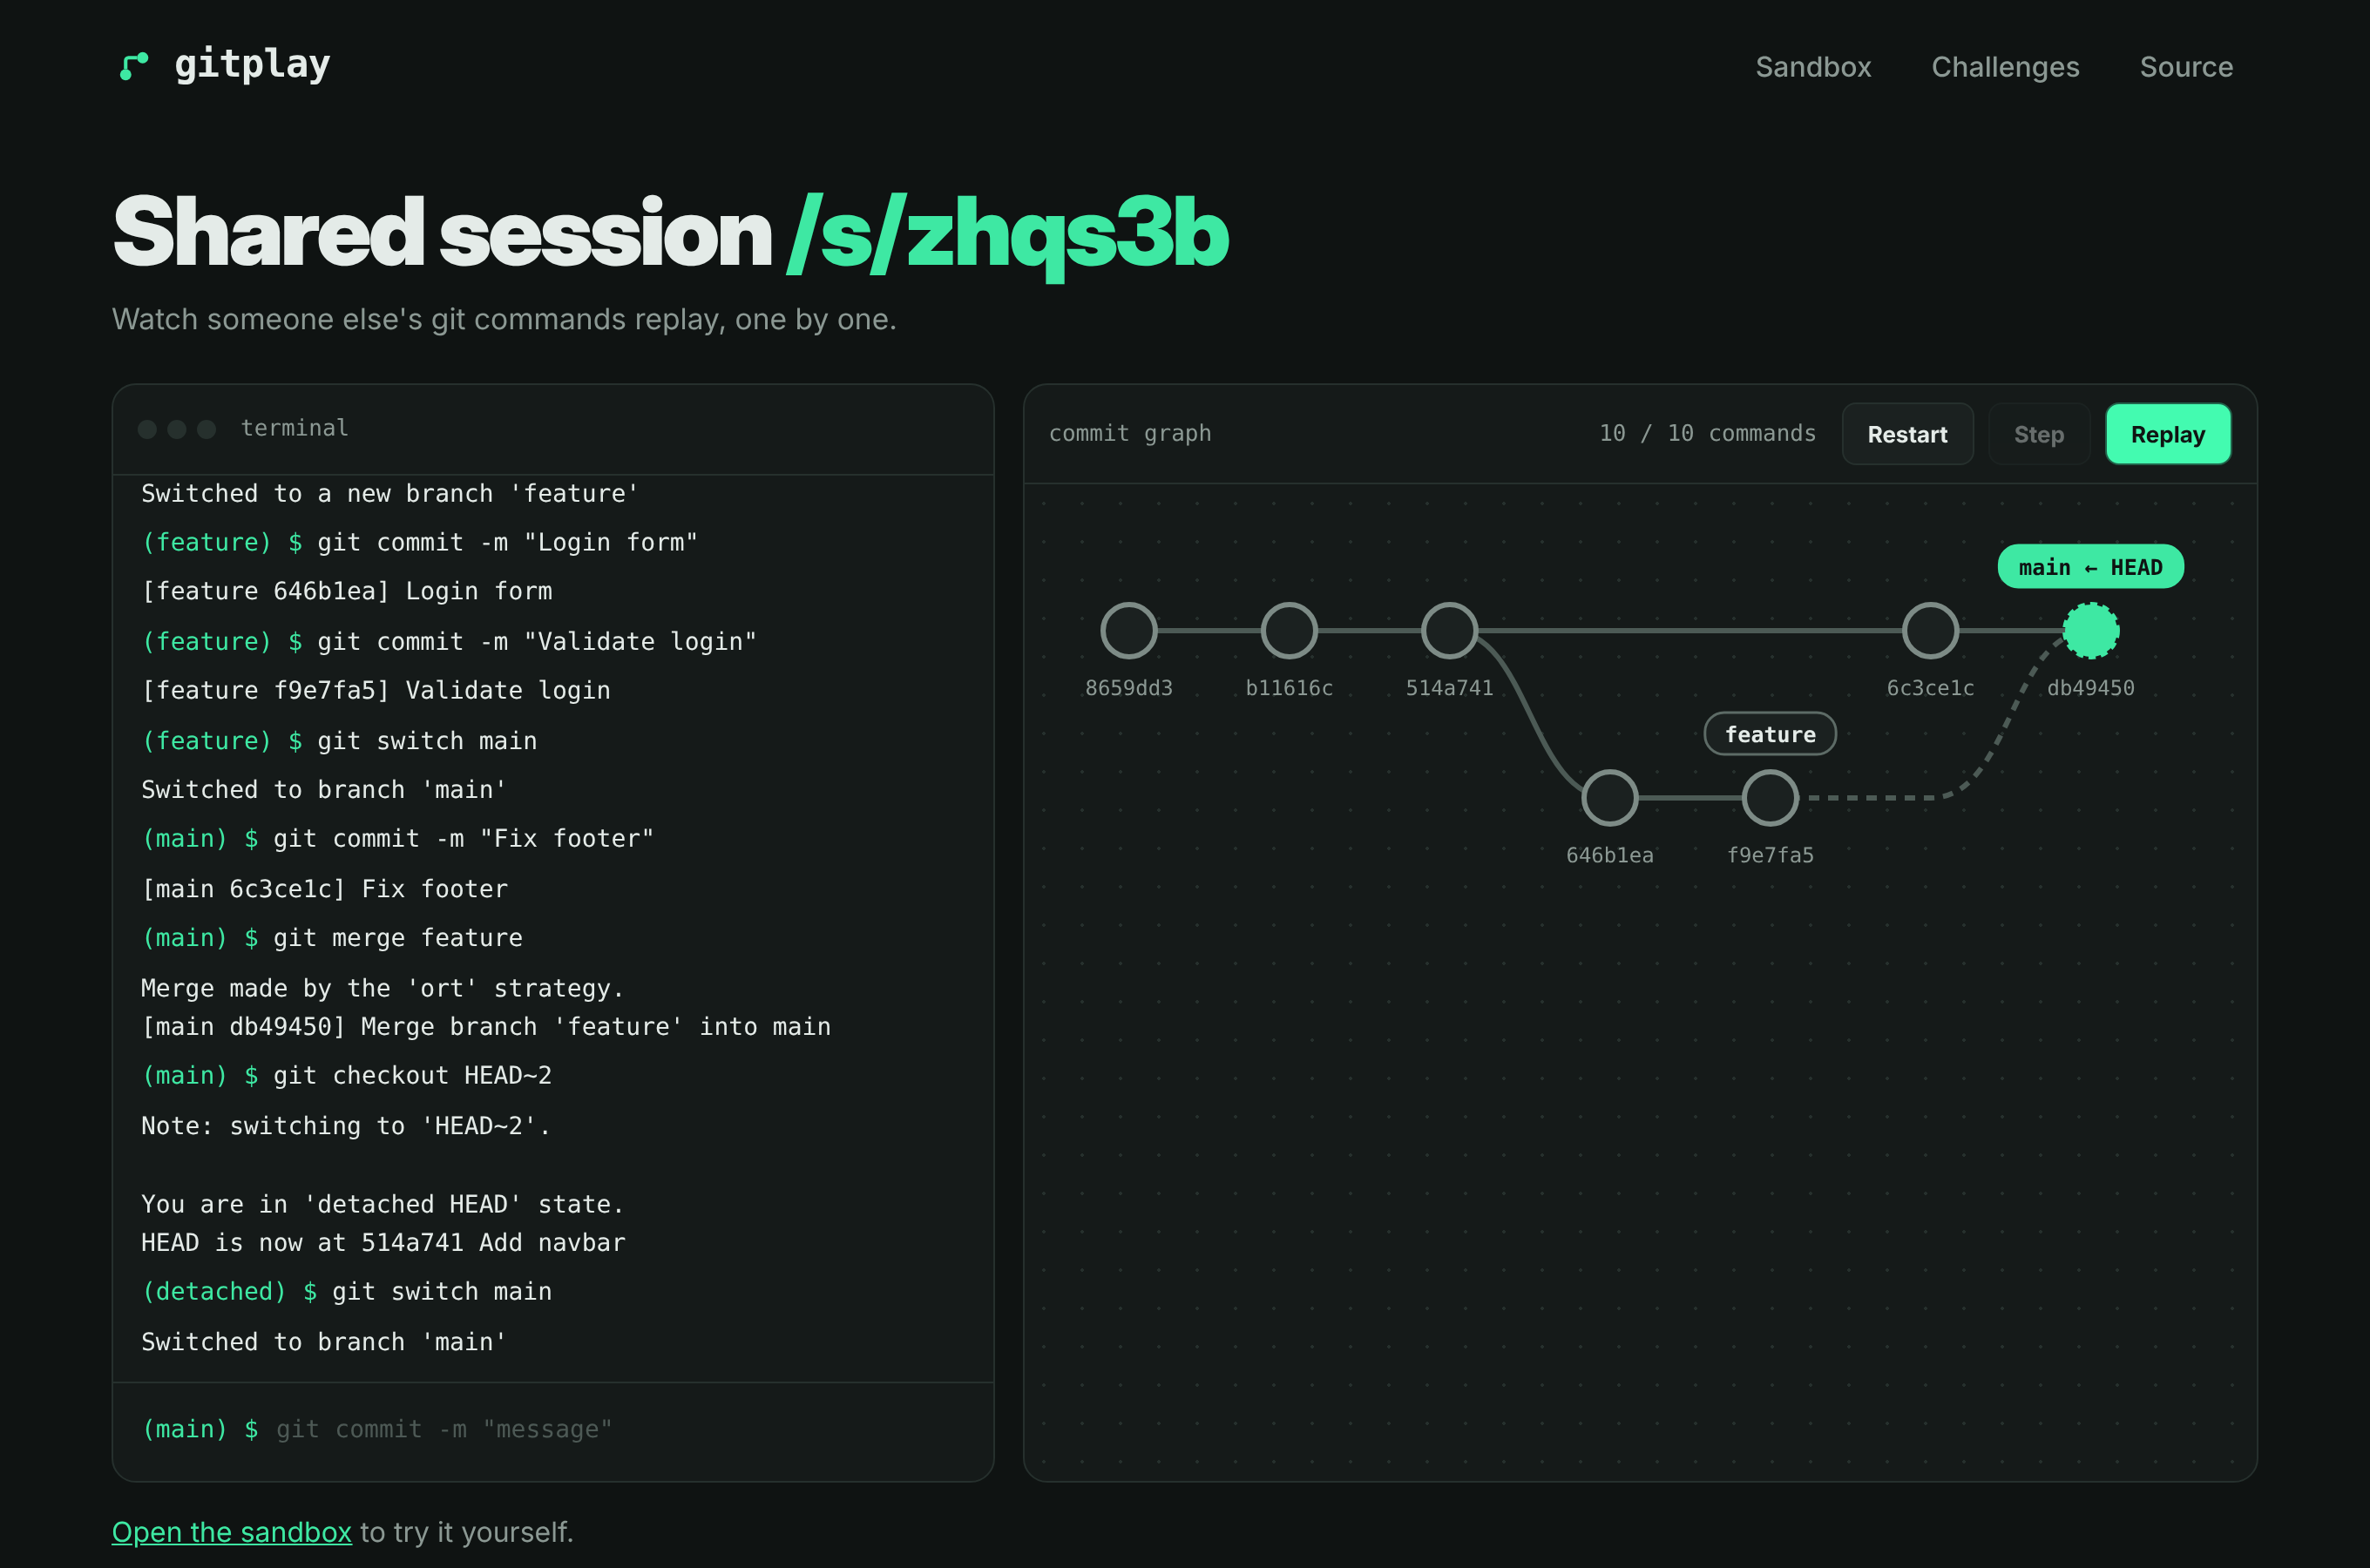 gitplay
Sandbox Challenges Source
Shared session /s/zhqs3b
Watch someone else's git commands replay, one by one.
terminal
Switched to a new branch 'feature'
(feature) $ git commit -m "Login form"
[feature 646b1ea] Login form
(feature) $ git commit -m "Validate login"
[feature f9e7fa5] Validate login
(feature) $ git switch main
Switched to branch 'main'
(main) $ git commit -m "Fix footer"
[main 6c3ce1c] Fix footer
(main) $ git merge feature
Merge made by the 'ort' strategy.
[main db49450] Merge branch 'feature' into main
(main) $ git checkout HEAD~2
Note: switching to 'HEAD~2'.
You are in 'detached HEAD' state.
HEAD is now at 514a741 Add navbar
(detached) $ git switch main
Switched to branch 'main'
(main) $ git commit -m "message"
commit graph
10 / 10 commands Restart Step Replay
main ← HEAD
8659dd3 b11616c 514a741 6c3ce1c db49450
feature
646b1ea f9e7fa5
Open the sandbox to try it yourself.